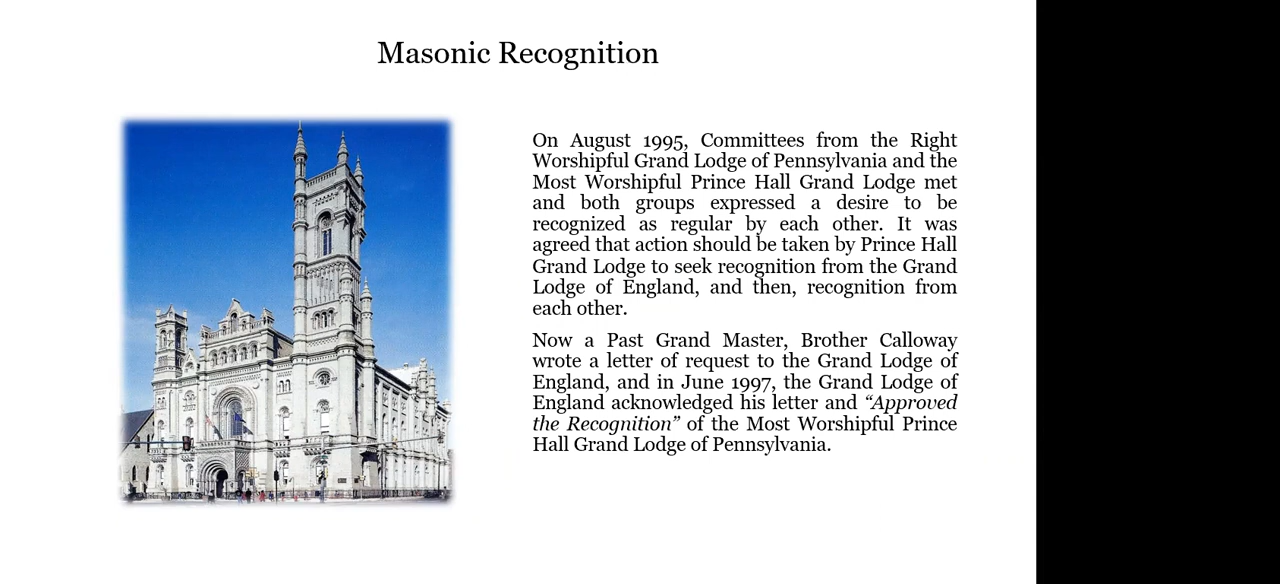 Masonic Recognition
On August 1995, Committees from the Right
Worshipful Grand Lodge of Pennsylvania and the
Most Worshipful Prince Hall Grand Lodge met
and both groups expressed a desire to be
recognized as regular by each other. It was
agreed that action should be taken by Prince Hall
Grand Lodge to seek recognition from the Grand
Lodge of England, and then, recognition from
each other.
Now a Past Grand Master, Brother Calloway
wrote a letter of request to the Grand Lodge of
England, and in June 1997, the Grand Lodge of
England acknowledged his letter and “Approved
the Recognition” of the Most Worshipful Prince
Hall Grand Lodge of Pennsylvania.